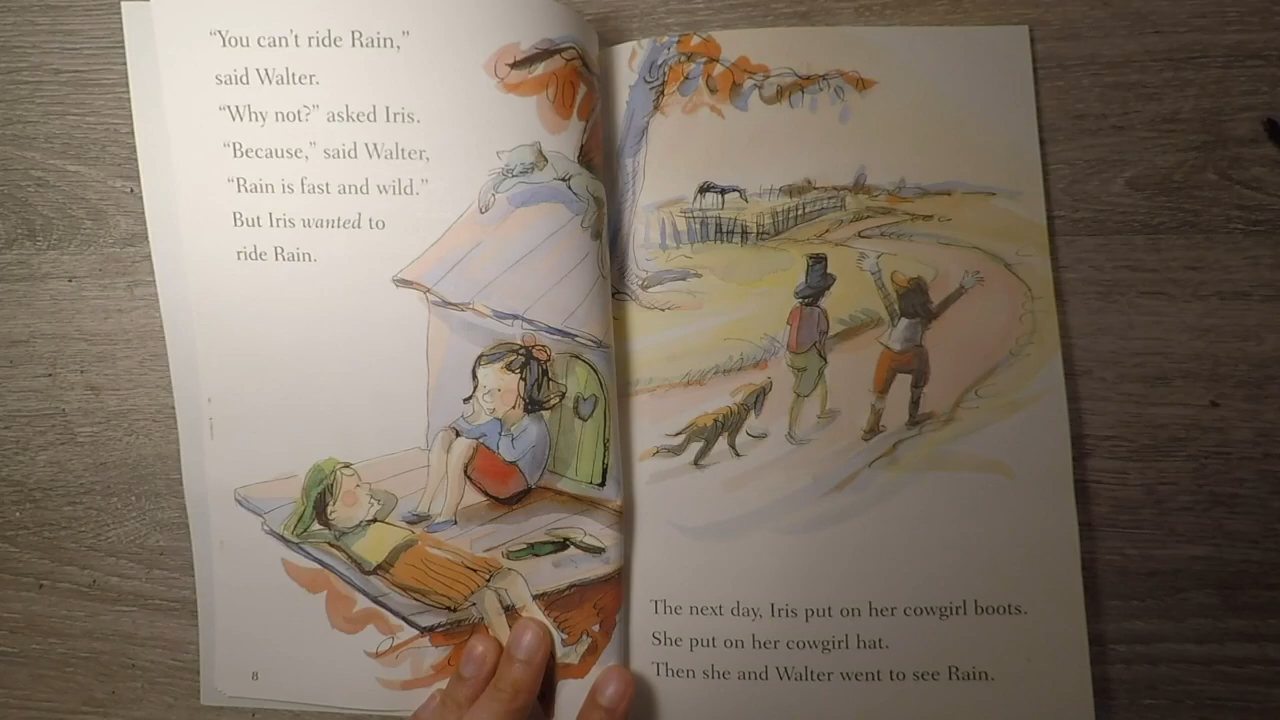 “You can’t ride Rain,”
said Walter.
“Why not?” asked Iris.
“Because,” said Walter,
“Rain is fast and wild.”
But Iris wanted to
ride Rain.
8
The next day, Iris put on her cowgirl boots.
She put on her cowgirl hat.
Then she and Walter went to see Rain.